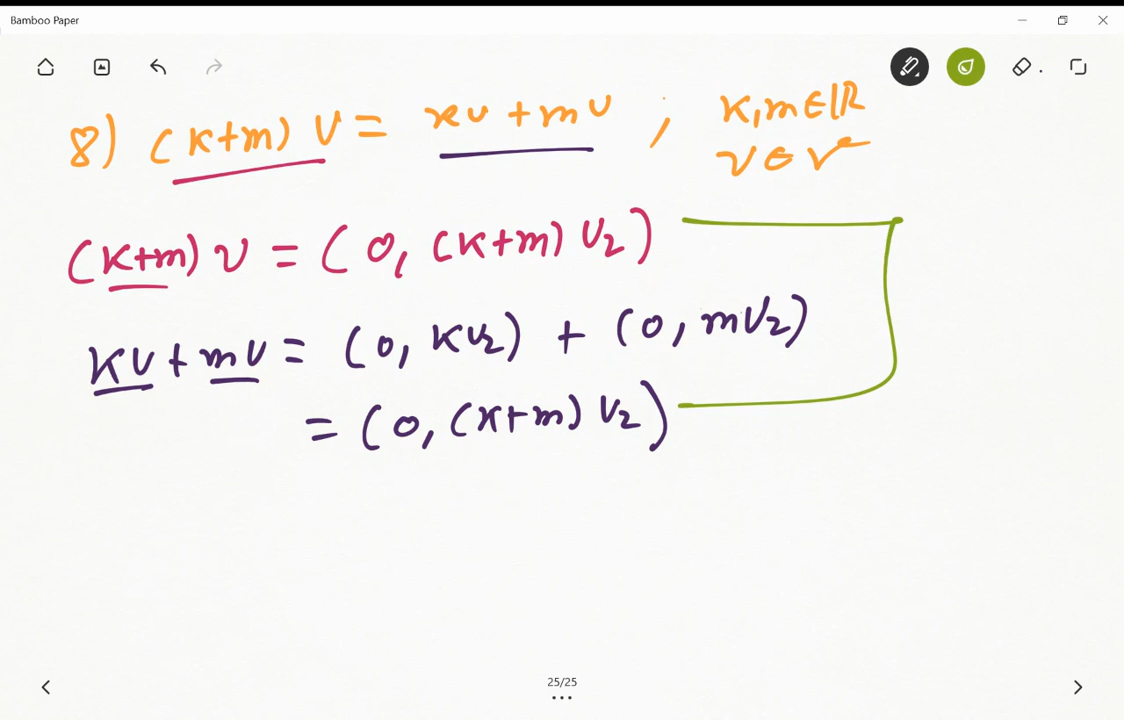 Bamboo Paper
8) (k+m) v = kv + mv ; k,m ∈ ℝ
v ∈ V
(k+m) v = (0, (k+m) v₂)
kv + mv = (0, kv₂) + (0, mv₂)
= (0, (k+m) v₂)
25/25